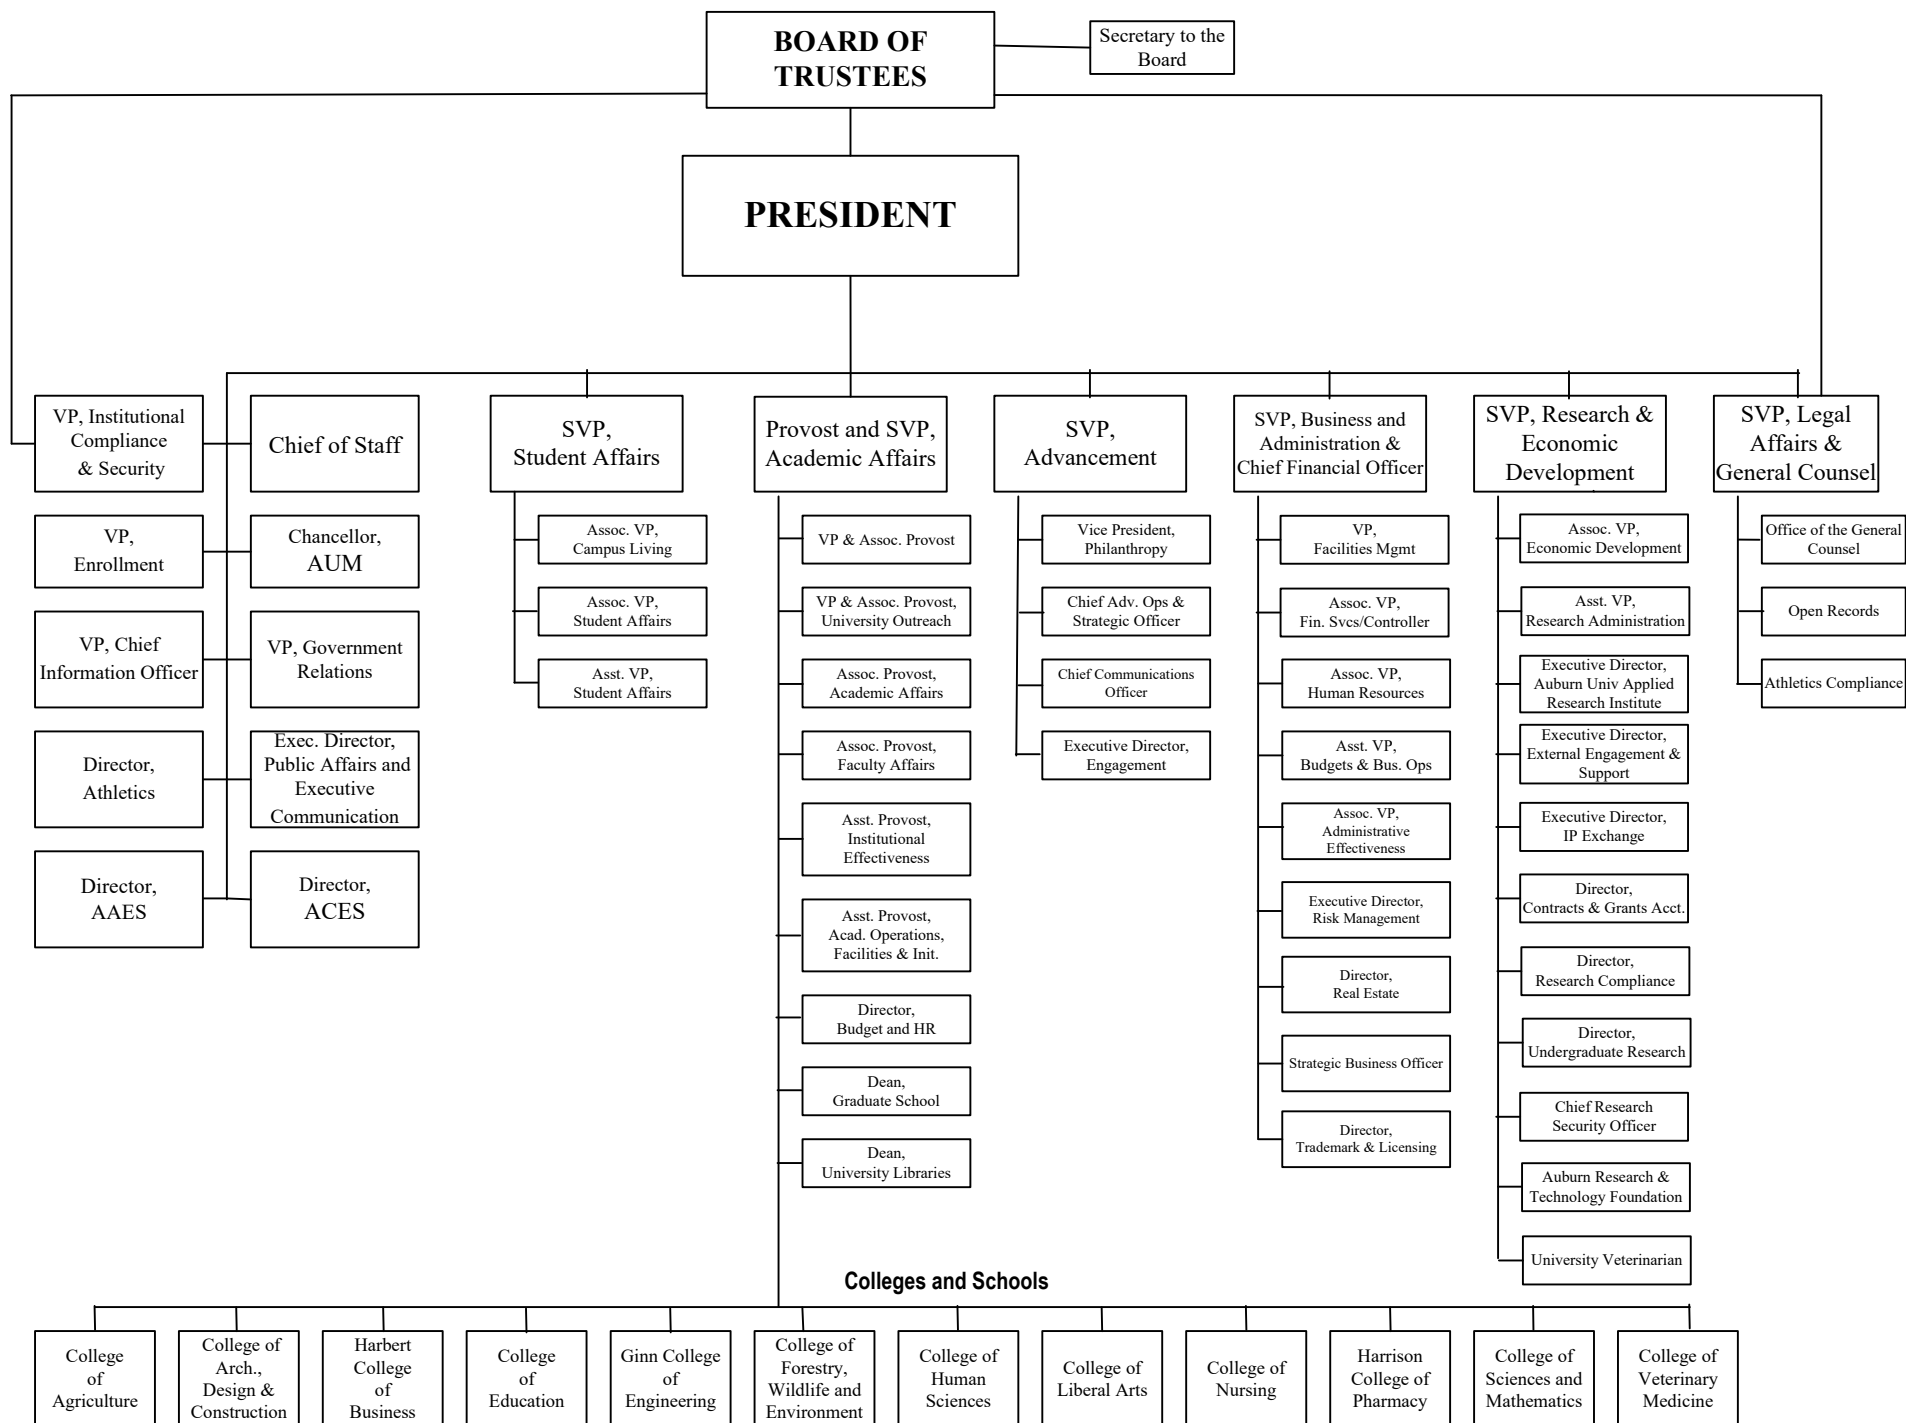 BOARD OF
TRUSTEES
Secretary to the
Board
PRESIDENT
VP, Institutional
Compliance
& Security
Chief of Staff
VP,
Enrollment
Chancellor,
AUM
VP, Chief
Information Officer
VP, Government
Relations
Director,
Athletics
Exec. Director,
Public Affairs and
Executive
Communication
Director,
AAES
Director,
ACES
SVP,
Student Affairs
Assoc. VP,
Campus Living
Assoc. VP,
Student Affairs
Asst. VP,
Student Affairs
Provost and SVP,
Academic Affairs
VP & Assoc. Provost
VP & Assoc. Provost,
University Outreach
Assoc. Provost,
Academic Affairs
Assoc. Provost,
Faculty Affairs
Asst. Provost,
Institutional
Effectiveness
Asst. Provost,
Acad. Operations,
Facilities & Init.
Director,
Budget and HR
Dean,
Graduate School
Dean,
University Libraries
SVP,
Advancement
Vice President,
Philanthropy
Chief Adv. Ops &
Strategic Officer
Chief Communications
Officer
Executive Director,
Engagement
SVP, Business and
Administration &
Chief Financial Officer
VP,
Facilities Mgmt
Assoc. VP,
Fin. Svcs/Controller
Assoc. VP,
Human Resources
Asst. VP,
Budgets & Bus. Ops
Assoc. VP,
Administrative
Effectiveness
Executive Director,
Risk Management
Director,
Real Estate
Strategic Business Officer
Director,
Trademark & Licensing
SVP, Research &
Economic
Development
Assoc. VP,
Economic Development
Asst. VP,
Research Administration
Executive Director,
Auburn Univ Applied
Research Institute
Executive Director,
External Engagement &
Support
Executive Director,
IP Exchange
Director,
Contracts & Grants Acct.
Director,
Research Compliance
Director,
Undergraduate Research
Chief Research
Security Officer
Auburn Research &
Technology Foundation
University Veterinarian
SVP, Legal
Affairs &
General Counsel
Office of the General
Counsel
Open Records
Athletics Compliance
Colleges and Schools
College
of
Agriculture
College of
Arch.,
Design &
Construction
Harbert
College
of
Business
College
of
Education
Ginn College
of
Engineering
College of
Forestry,
Wildlife and
Environment
College of
Human
Sciences
College of
Liberal Arts
College of
Nursing
Harrison
College of
Pharmacy
College of
Sciences and
Mathematics
College of
Veterinary
Medicine